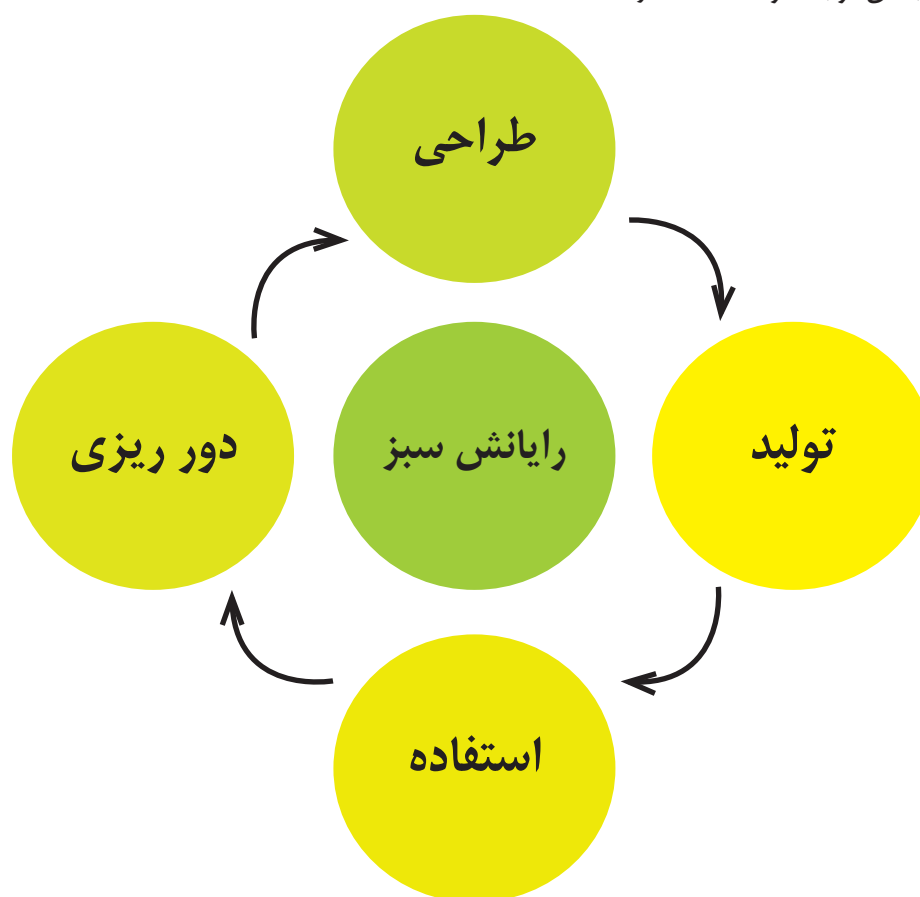 طراحی
دور ریزی
رایانش سبز
تولید
استفاده